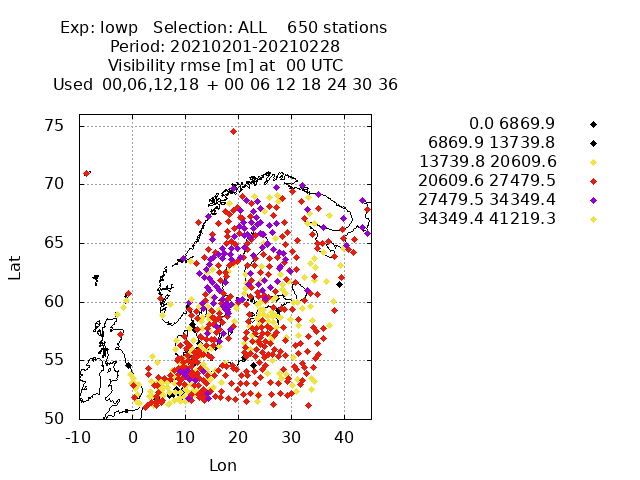 Exp: lowp   Selection: ALL    650 stations
Period: 20210201-20210228
Visibility rmse [m] at  00 UTC
Used  00,06,12,18  + 00 06 12 18 24 30 36
0.0 6869.9
6869.9 13739.8
13739.8 20609.6
20609.6 27479.5
27479.5 34349.4
34349.4 41219.3
75
70
65
60
55
50
Lat
-10 0 10 20 30 40
Lon